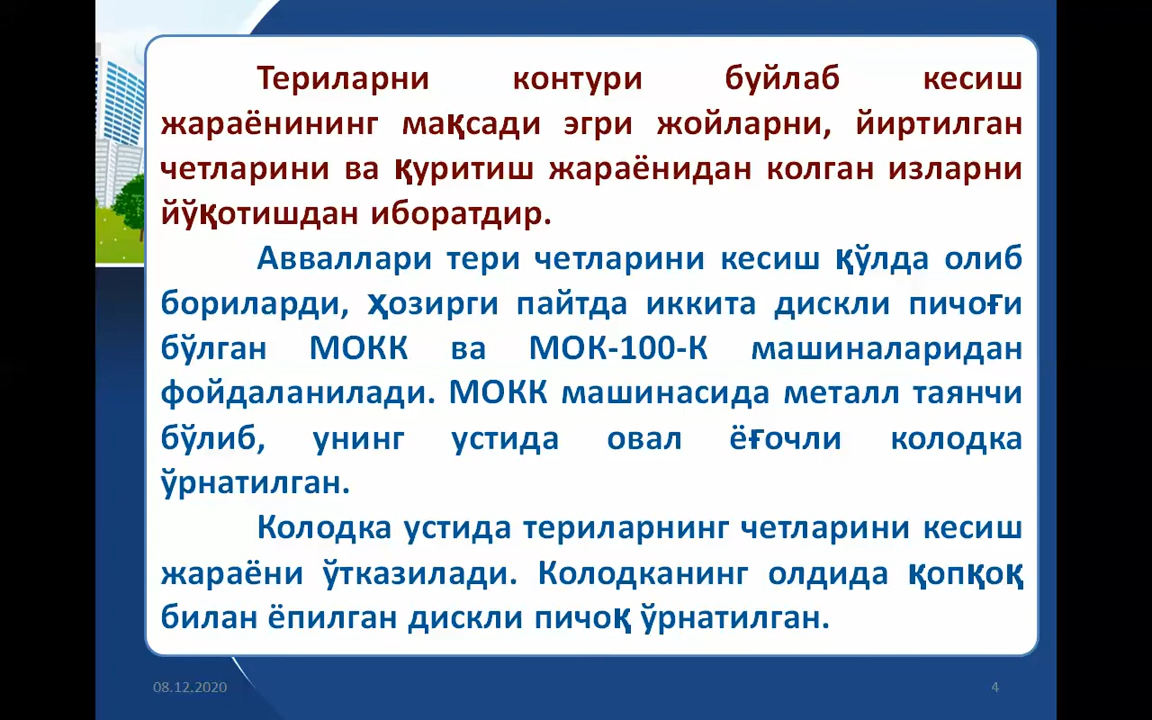 Териларни контури буйлаб кесиш
жараёнининг мақсади эгри жойларни, йиртилган
четларини ва қуритиш жараёнидан колган изларни
йўқотишдан иборатдир.
Авваллари тери четларини кесиш қўлда олиб
бориларди, ҳозирги пайтда иккита дискли пичоғи
бўлган МОКК ва МОК-100-К машиналаридан
фойдаланилади. МОКК машинасида металл таянчи
бўлиб, унинг устида овал ёғочли колодка
ўрнатилган.
Колодка устида териларнинг четларини кесиш
жараёни ўтказилади. Колодканинг олдида қопқоқ
билан ёпилган дискли пичоқ ўрнатилган.
08.12.2020
4